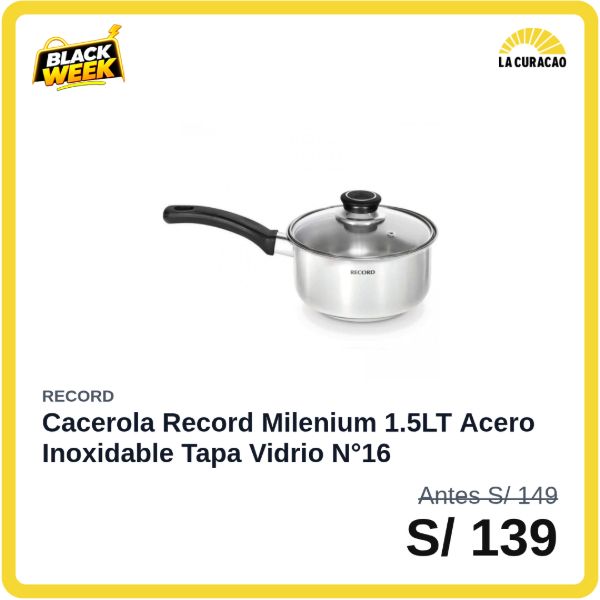 BLACK
WEEK
LA CURACAO
RECORD
RECORD
Cacerola Record Milenium 1.5LT Acero
Inoxidable Tapa Vidrio N°16
Antes S/ 149
S/ 139